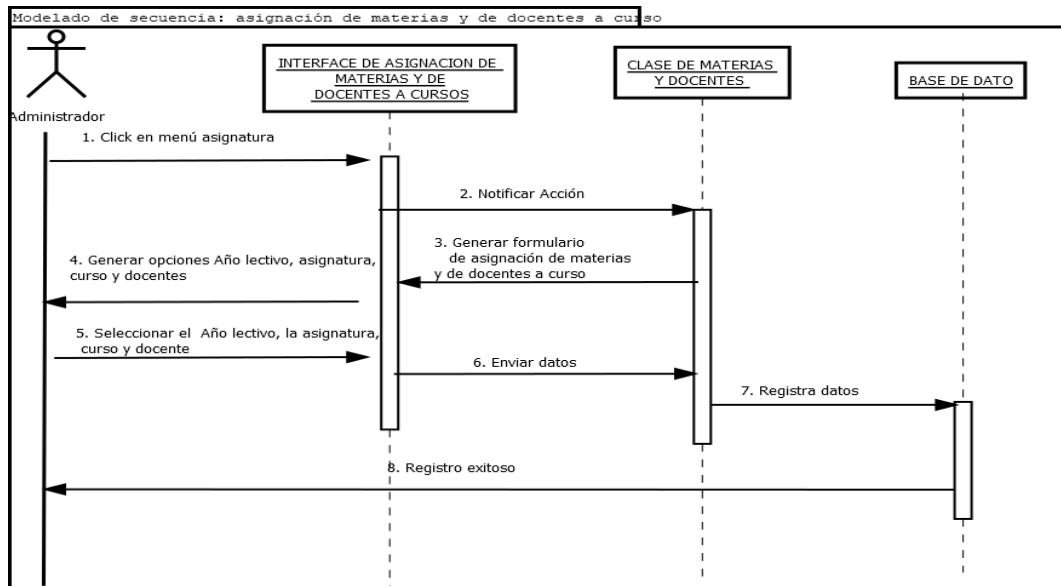 Modelado de secuencia: asignación de materias y de docentes a curso
INTERFACE DE ASIGNACION DE
MATERIAS Y DE
DOCENTES A CURSOS
CLASE DE MATERIAS
Y DOCENTES
BASE DE DATO
Administrador
1. Click en menú asignatura
2. Notificar Acción
3. Generar formulario
de asignación de materias
y de docentes a curso
4. Generar opciones Año lectivo, asignatura,
curso y docentes
5. Seleccionar el Año lectivo, la asignatura,
curso y docente
6. Enviar datos
7. Registra datos
8. Registro exitoso